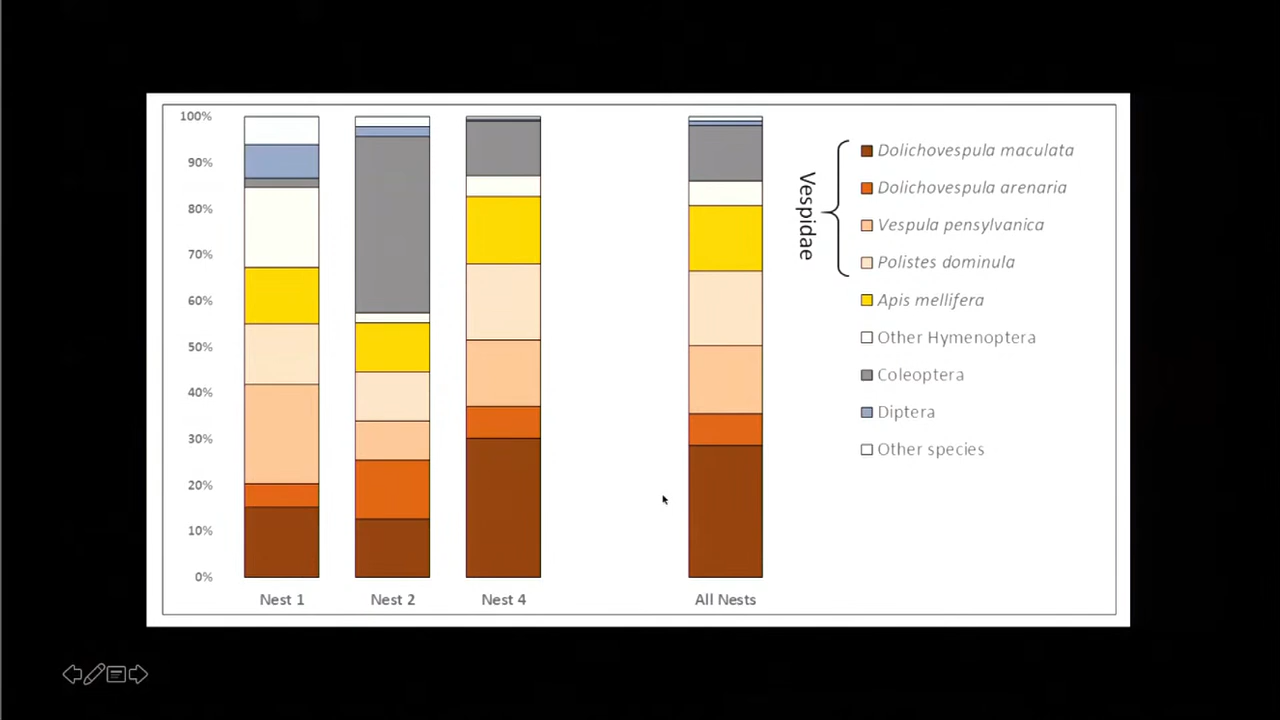 100%
90%
80%
70%
60%
50%
40%
30%
20%
10%
0%
Nest 1
Nest 2
Nest 4
All Nests
Vespidae
Dolichovespula maculata
Dolichovespula arenaria
Vespula pensylvanica
Polistes dominula
Apis mellifera
Other Hymenoptera
Coleoptera
Diptera
Other species